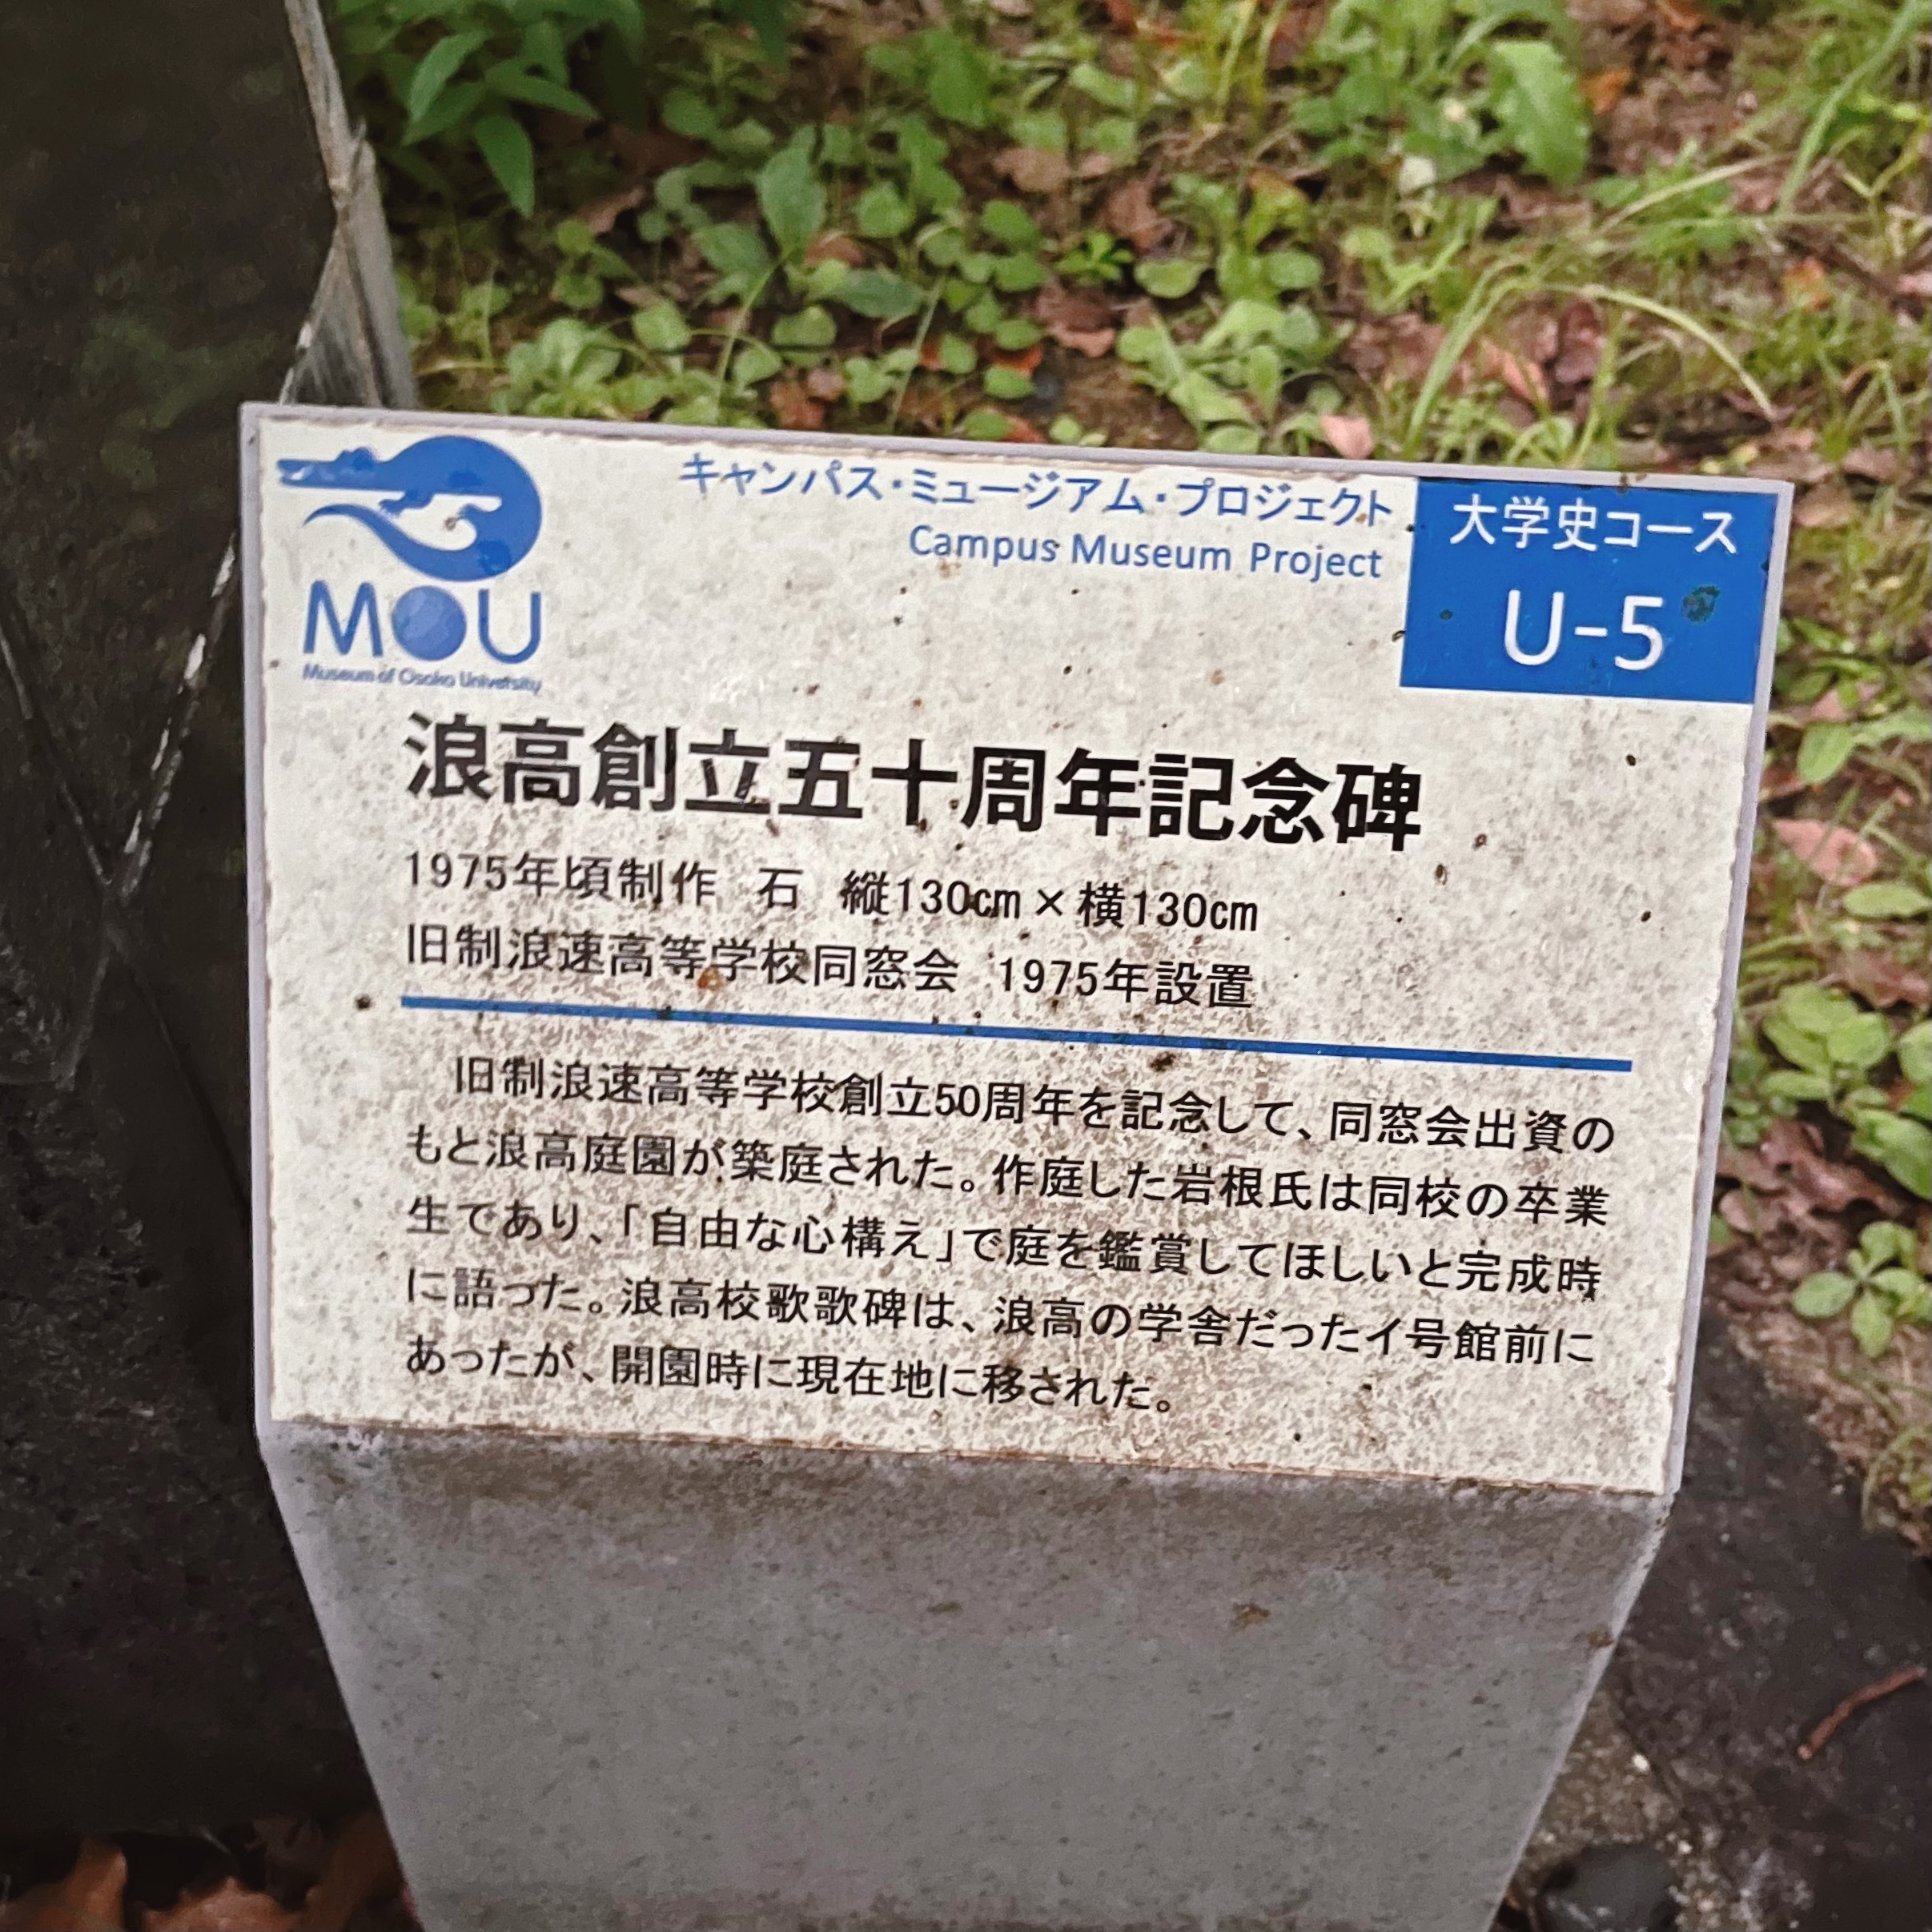 キャンパス・ミュージアム・プロジェクト
Campus Museum Project
大学史コース
U-5
MOU
Museum of Osaka University
浪高創立五十周年記念碑
1975年頃制作　石　縦130㎝×横130㎝
旧制浪速高等学校同窓会　1975年設置
旧制浪速高等学校創立50周年を記念して、同窓会出資の
もと浪高庭園が築庭された。作庭した岩根氏は同校の卒業
生であり、「自由な心構え」で庭を鑑賞してほしいと完成時
に語った。浪高校歌歌碑は、浪高の学舎だったイ号館前に
あったが、開園時に現在地に移された。